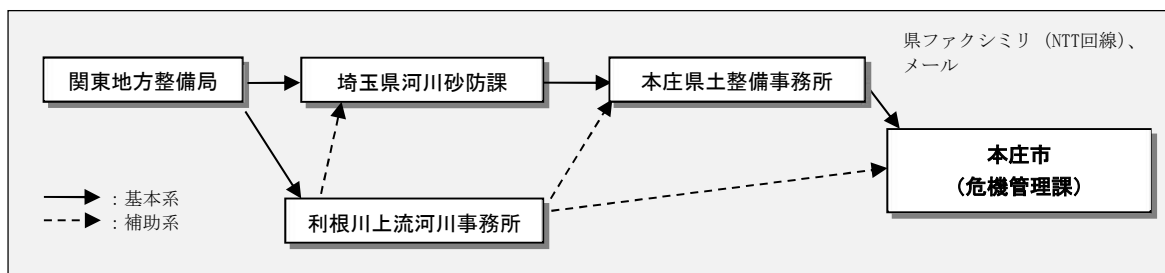 県ファクシミリ (NTT回線)、
メール
関東地方整備局
埼玉県河川砂防課
本庄県土整備事務所
本庄市
(危機管理課)
利根川上流河川事務所
：基本系
：補助系